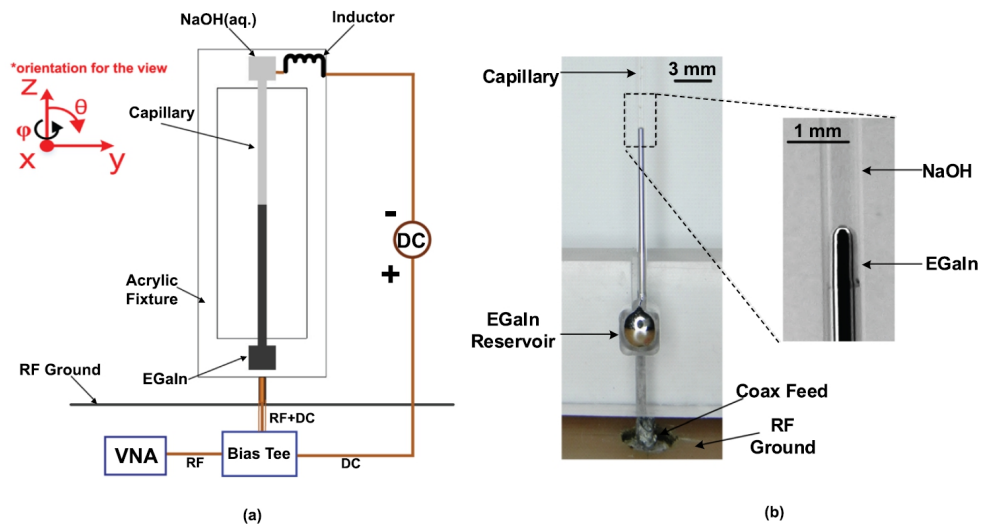 NaOH(aq.)
Inductor
*orientation for the view
Z
θ
φ
X
y
Capillary
-
DC
+
Acrylic
Fixture
EGaIn
RF Ground
RF+DC
VNA
RF
Bias Tee
DC
(a)
Capillary
3 mm
1 mm
NaOH
EGaIn
EGaIn
Reservoir
Coax Feed
RF
Ground
(b)